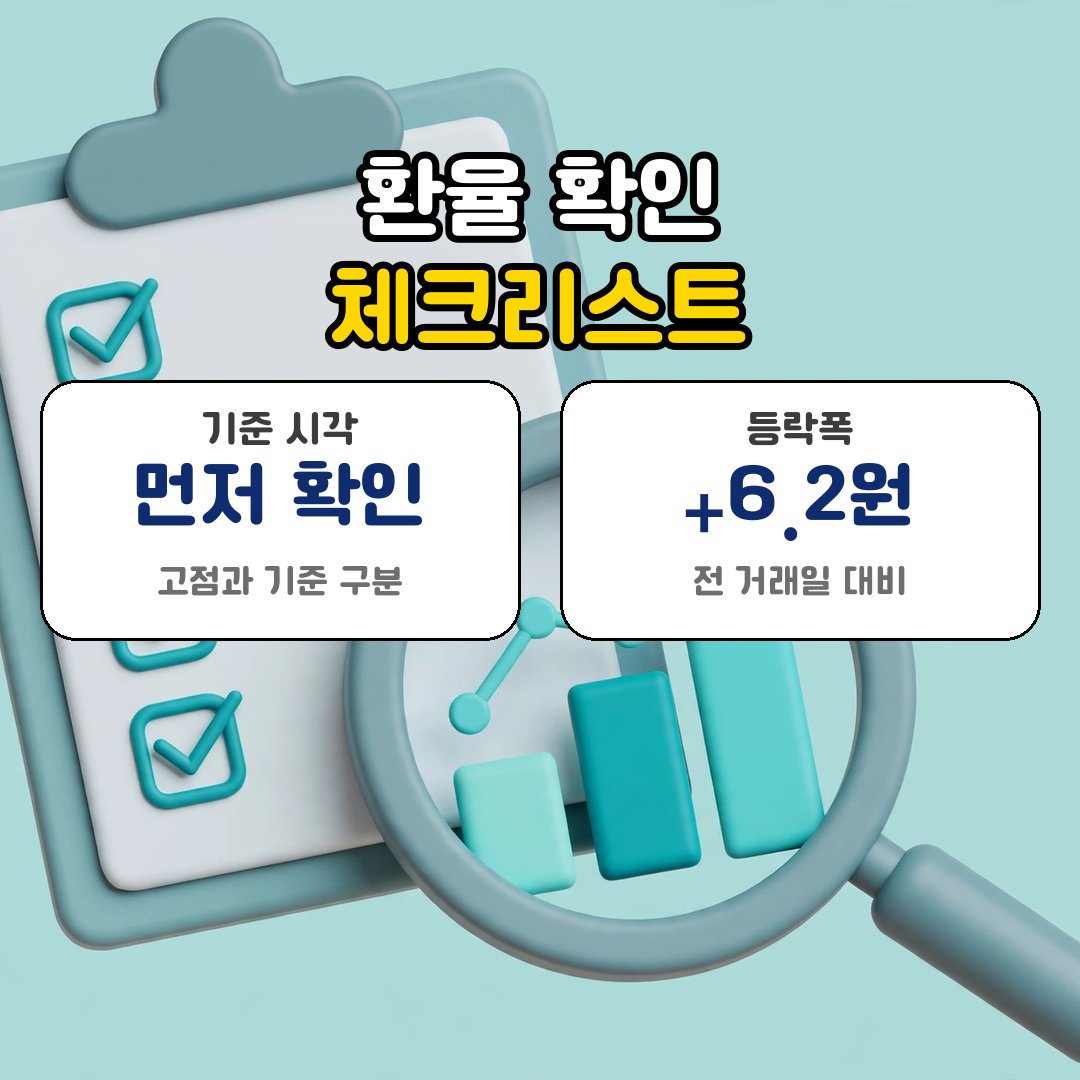 환율 확인
체크리스트
기준 시각
먼저 확인
고점과 기준 구분
등락폭
+6.2원
전 거래일 대비